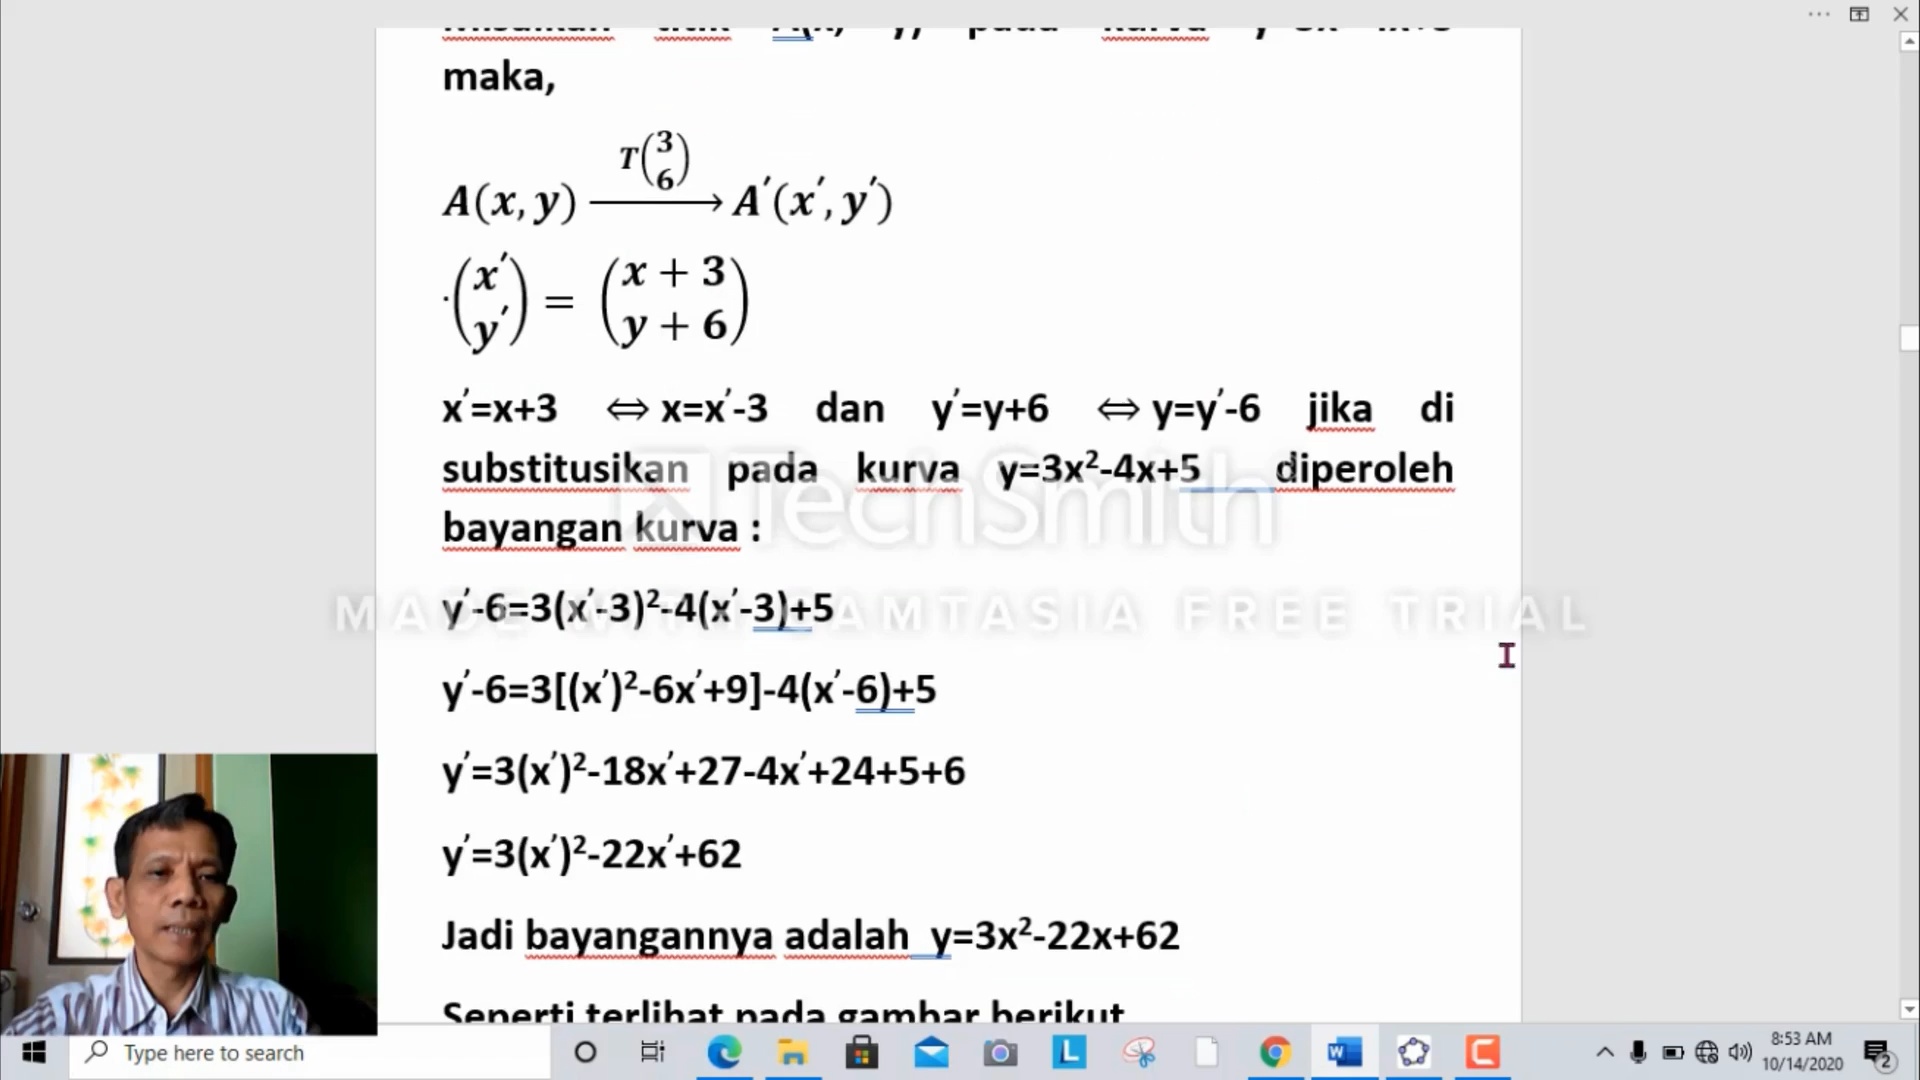 maka,
T(3 6)
A(x, y) ⟶ A′(x′, y′)
(x′ y′) = (x + 3 y + 6)
x′=x+3 ⇔ x=x′-3 dan y′=y+6 ⇔ y=y′-6 jika di
substitusikan pada kurva y=3x²-4x+5 diperoleh
bayangan kurva :
TechSmith
MADE WITH CAMTASIA FREE TRIAL
y′-6=3(x′-3)²-4(x′-3)+5
y′-6=3[(x′)²-6x′+9]-4(x′-6)+5
y′=3(x′)²-18x′+27-4x′+24+5+6
y′=3(x′)²-22x′+62
Jadi bayangannya adalah y=3x²-22x+62
Seperti terlihat pada gambar berikut
Type here to search
8:53 AM
10/14/2020
2